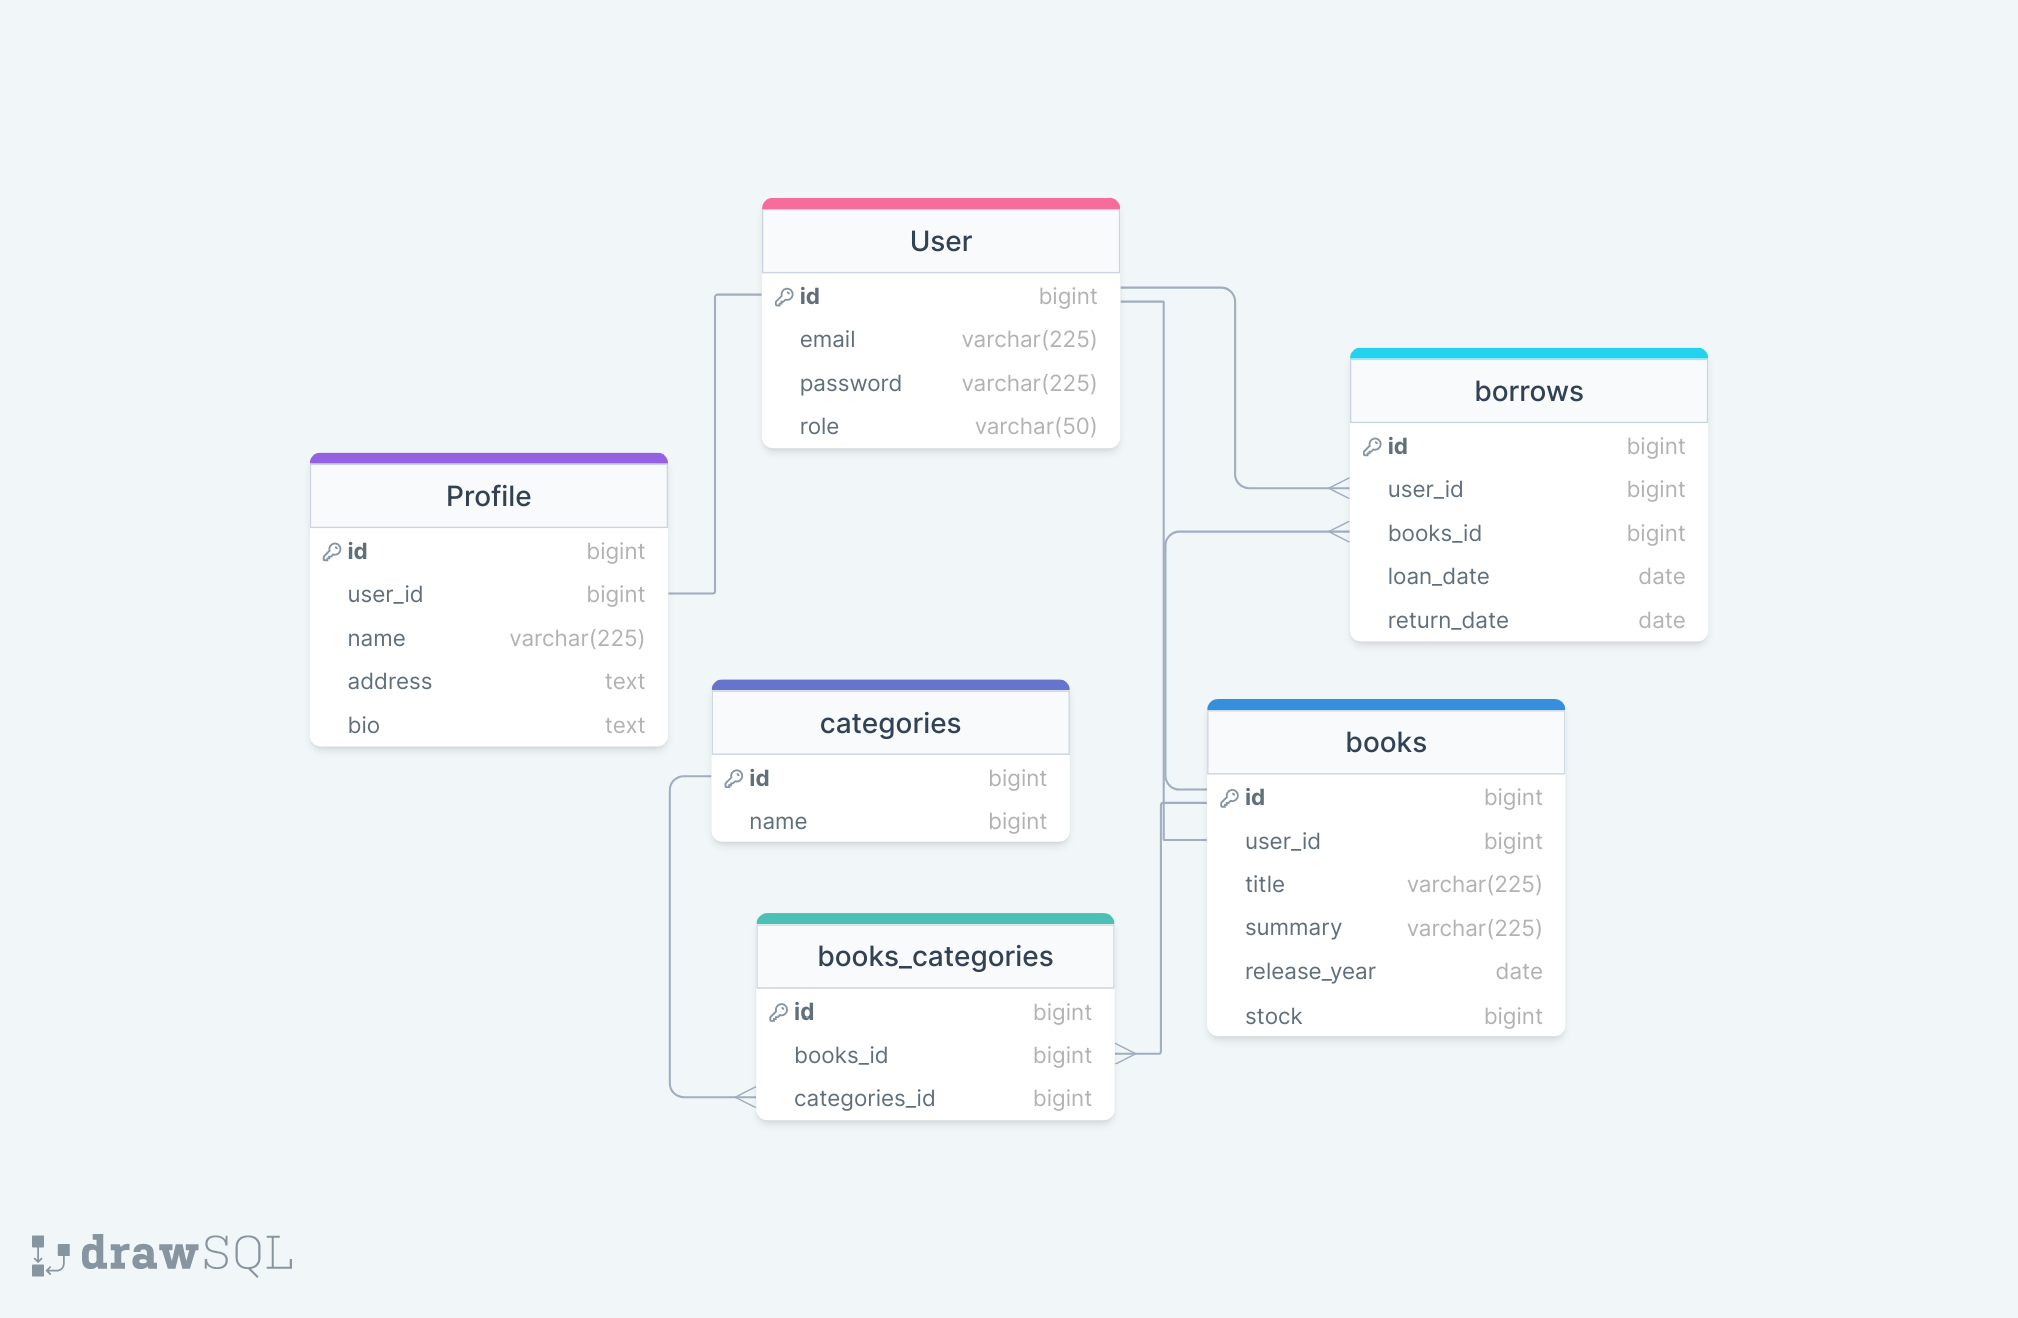 User
id bigint
email varchar(225)
password varchar(225)
role varchar(50)
borrows
id bigint
user_id bigint
books_id bigint
loan_date date
return_date date
Profile
id bigint
user_id bigint
name varchar(225)
address text
bio text
categories
id bigint
name bigint
books
id bigint
user_id bigint
title varchar(225)
summary varchar(225)
release_year date
stock bigint
books_categories
id bigint
books_id bigint
categories_id bigint
drawSQL